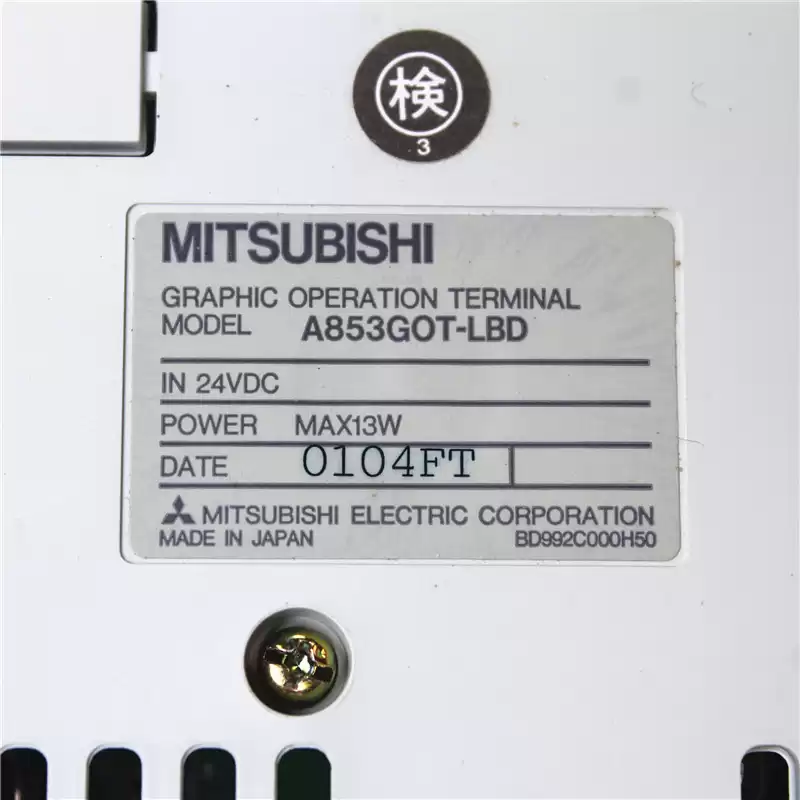 検
3
MITSUBISHI
GRAPHIC OPERATION TERMINAL
MODEL A853GOT-LBD
IN 24VDC
POWER MAX13W
DATE 0104FT
MITSUBISHI ELECTRIC CORPORATION
MADE IN JAPAN BD992C000H50